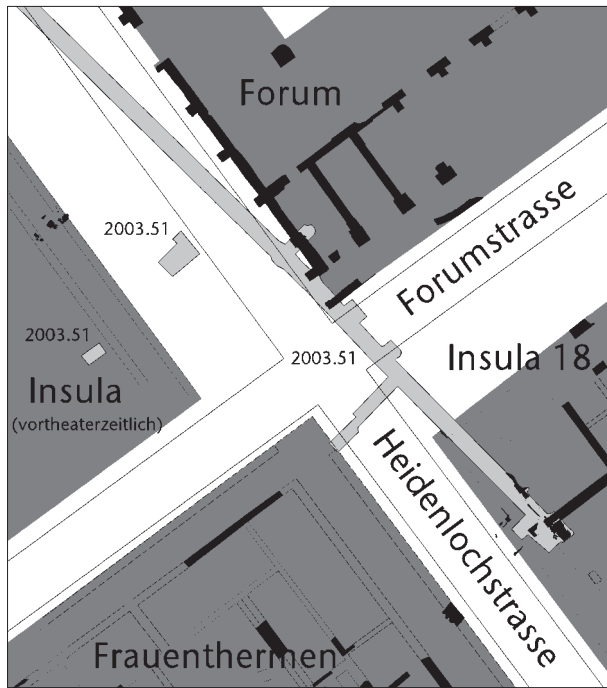 Forum
2003.51
Forumstrasse
2003.51
2003.51
Insula 18
Insula
(vortheaterzeitlich)
Heidenlochstrasse
Frauenthermen